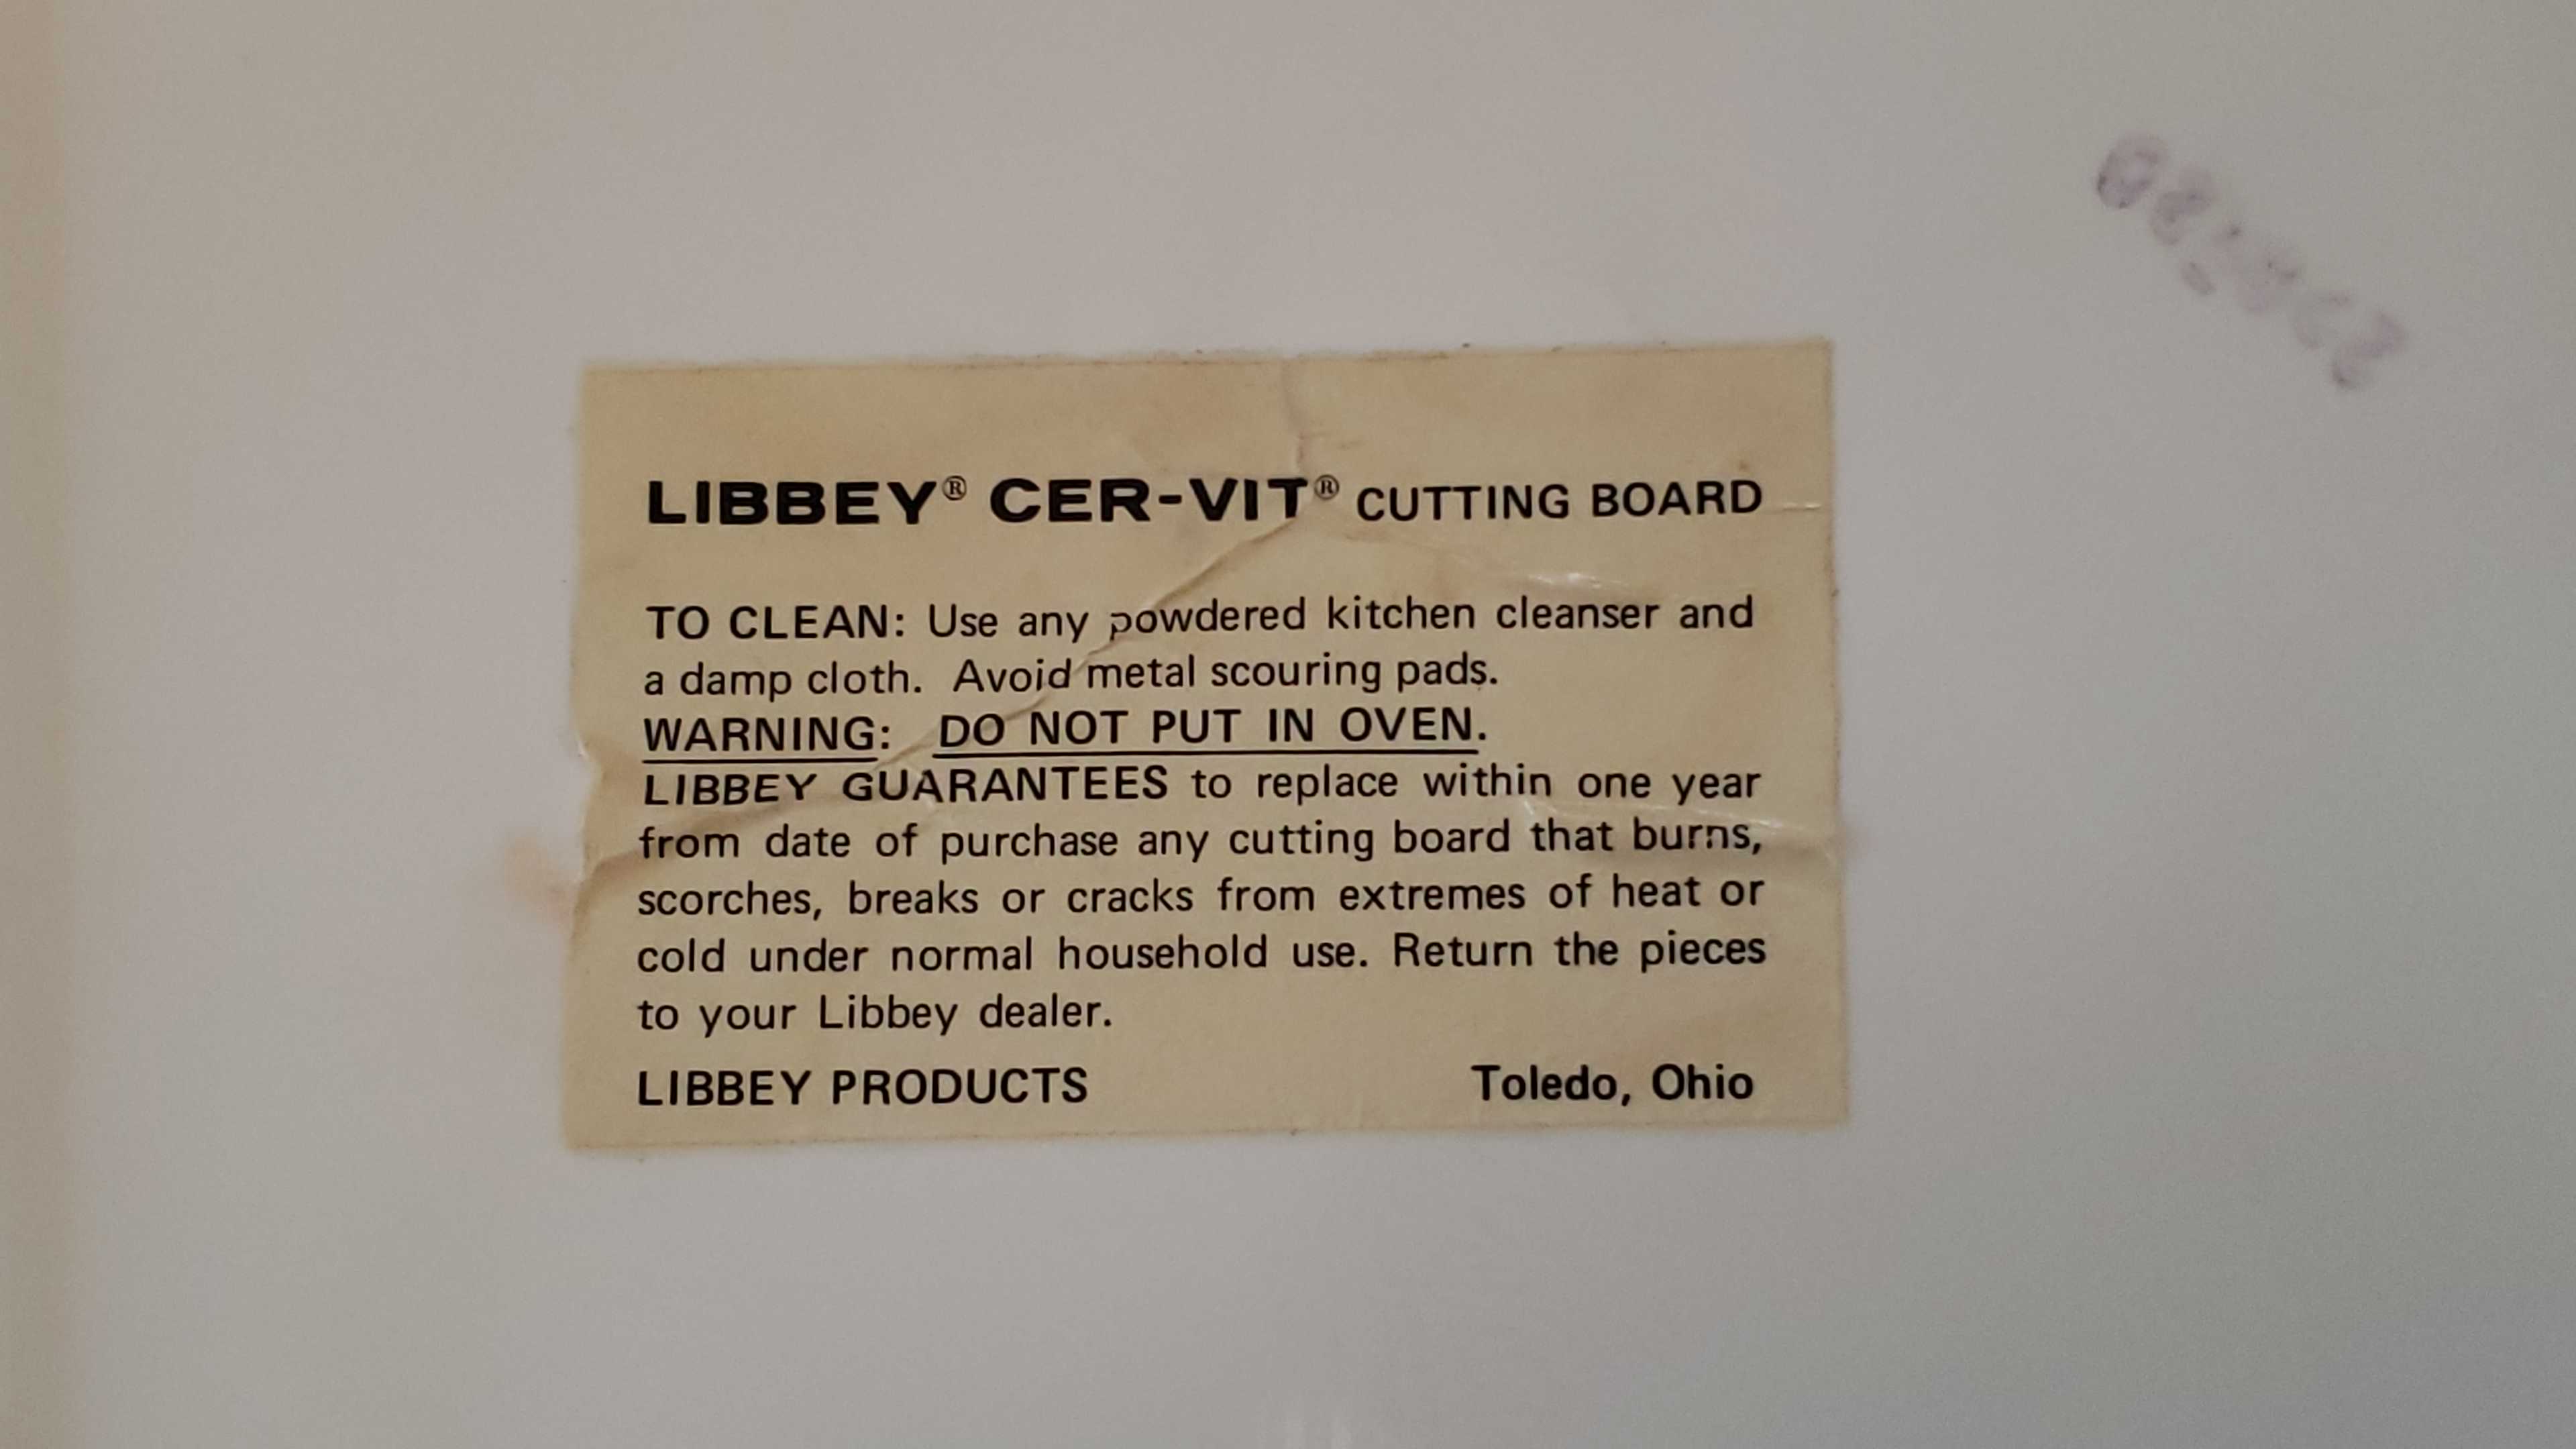 LIBBEY® CER-VIT® CUTTING BOARD
TO CLEAN: Use any powdered kitchen cleanser and
a damp cloth. Avoid metal scouring pads.
WARNING: DO NOT PUT IN OVEN.
LIBBEY GUARANTEES to replace within one year
from date of purchase any cutting board that burns,
scorches, breaks or cracks from extremes of heat or
cold under normal household use. Return the pieces
to your Libbey dealer.
LIBBEY PRODUCTS Toledo, Ohio